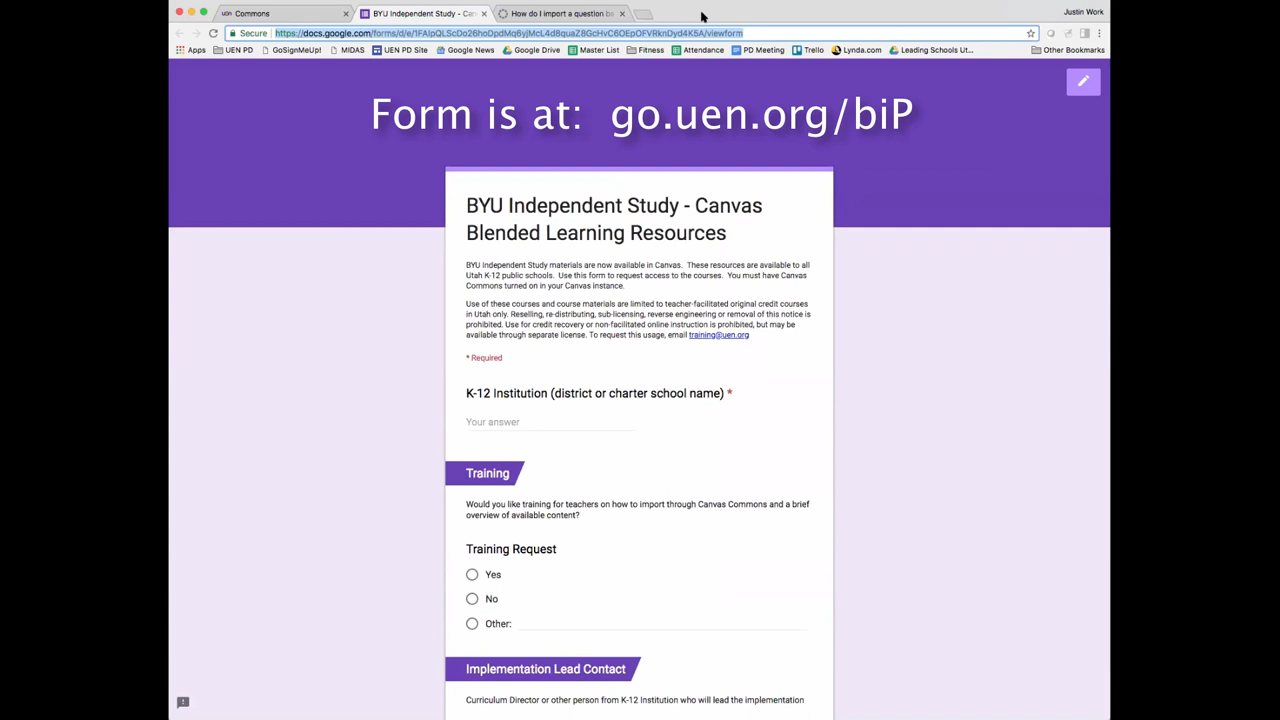 Commons
BYU Independent Study - Can
How do I import a question b
Justin Work
Secure
https://docs.google.com/forms/d/e/
/viewform
Apps
UEN PD
GoSignMeUp!
MIDAS
UEN PD Site
Google News
Google Drive
Master List
Fitness
Attendance
PD Meeting
Trello
Lynda.com
Leading Schools Ut...
Other Bookmarks
Form is at: go.uen.org/biP
BYU Independent Study - Canvas
Blended Learning Resources
BYU Independent Study materials are now available in Canvas. These resources are available to all
Utah K-12 public schools. Use this form to request access to the courses. You must have Canvas
Commons turned on in your Canvas instance.
Use of these courses and course materials are limited to teacher-facilitated original credit courses
in Utah only. Reselling, re-distributing, sub-licensing, reverse engineering or removal of this notice is
prohibited. Use for credit recovery or non-facilitated online instruction is prohibited, but may be
available through separate license. To request this usage, email training@uen.org
* Required
K-12 Institution (district or charter school name) *
Your answer
Training
Would you like training for teachers on how to import through Canvas Commons and a brief
overview of available content?
Training Request
Yes
No
Other:
Implementation Lead Contact
Curriculum Director or other person from K-12 Institution who will lead the implementation